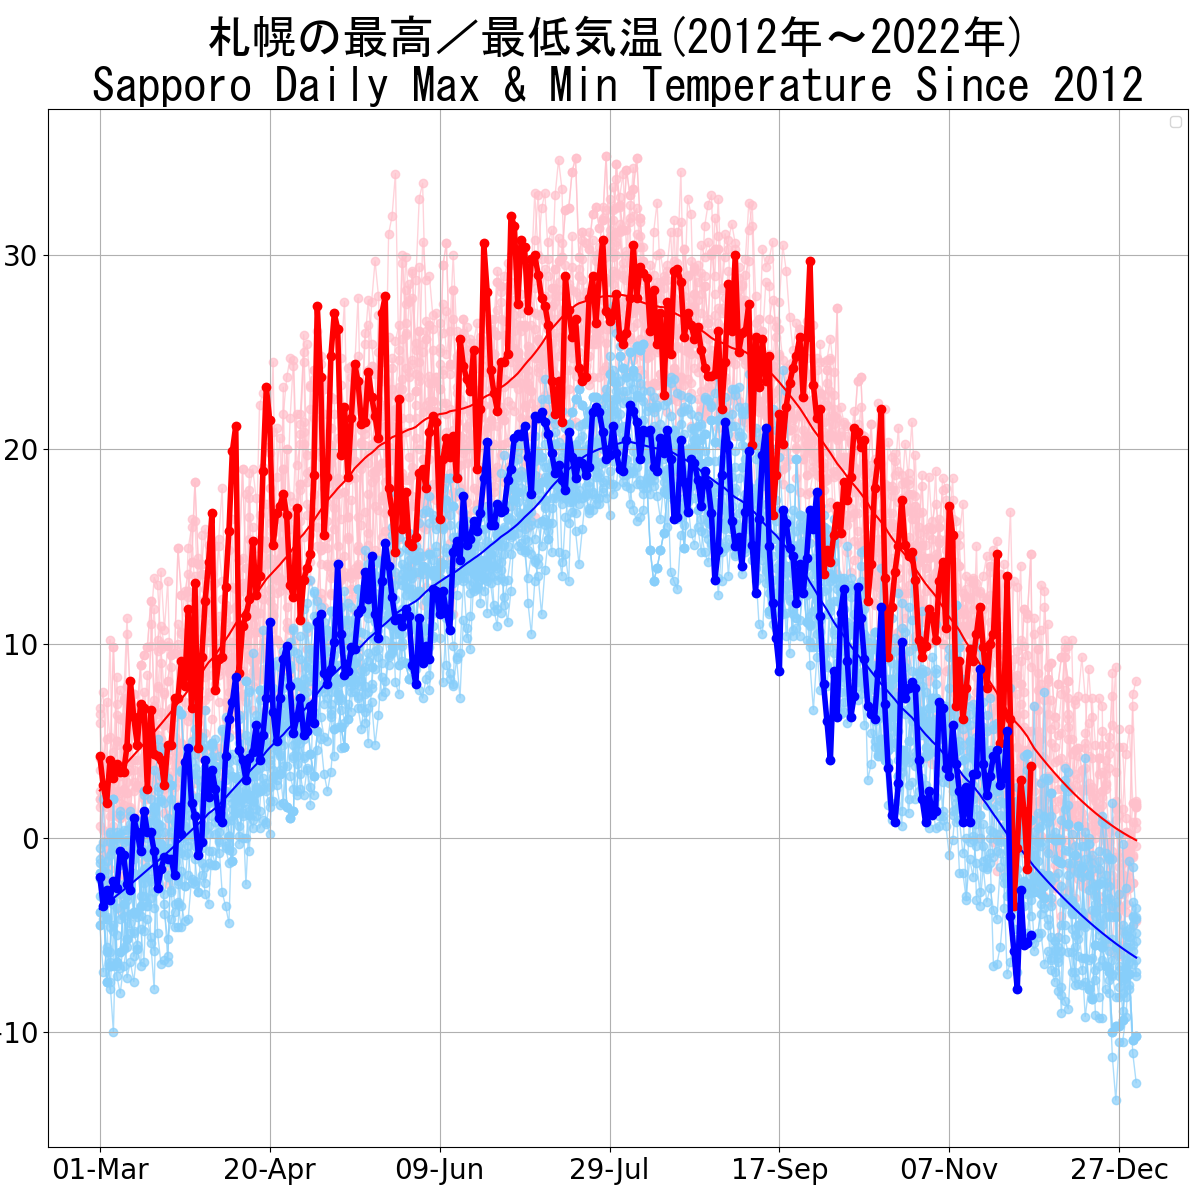 札幌の最高／最低気温(2012年～2022年)
Sapporo Daily Max & Min Temperature Since 2012
30
20
10
0
10
01-Mar 20-Apr 09-Jun 29-Jul 17-Sep 07-Nov 27-Dec